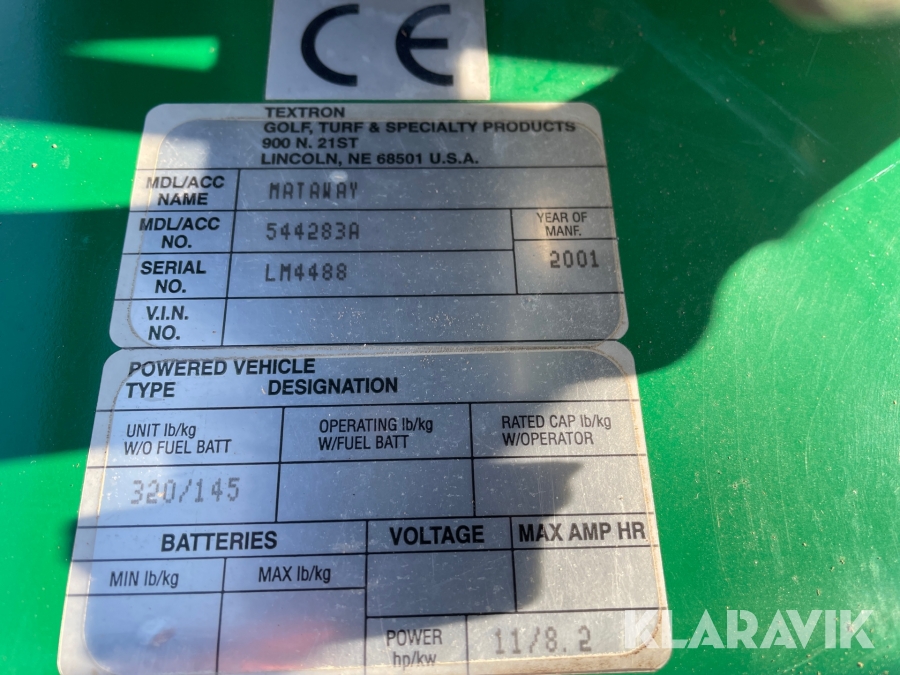 CE
TEXTRON
GOLF, TURF & SPECIALTY PRODUCTS
900 N. 21ST
LINCOLN, NE 68501 U.S.A.
MDL/ACC NAME
MATAWAY
MDL/ACC NO.
544283A
YEAR OF MANF.
2001
SERIAL NO.
LM4488
V.I.N. NO.
POWERED VEHICLE
TYPE DESIGNATION
UNIT lb/kg W/O FUEL BATT
OPERATING lb/kg W/FUEL BATT
RATED CAP lb/kg W/OPERATOR
320/145
BATTERIES
VOLTAGE
MAX AMP HR
MIN lb/kg
MAX lb/kg
POWER hp/kw
11/8.2
KLARAVIK